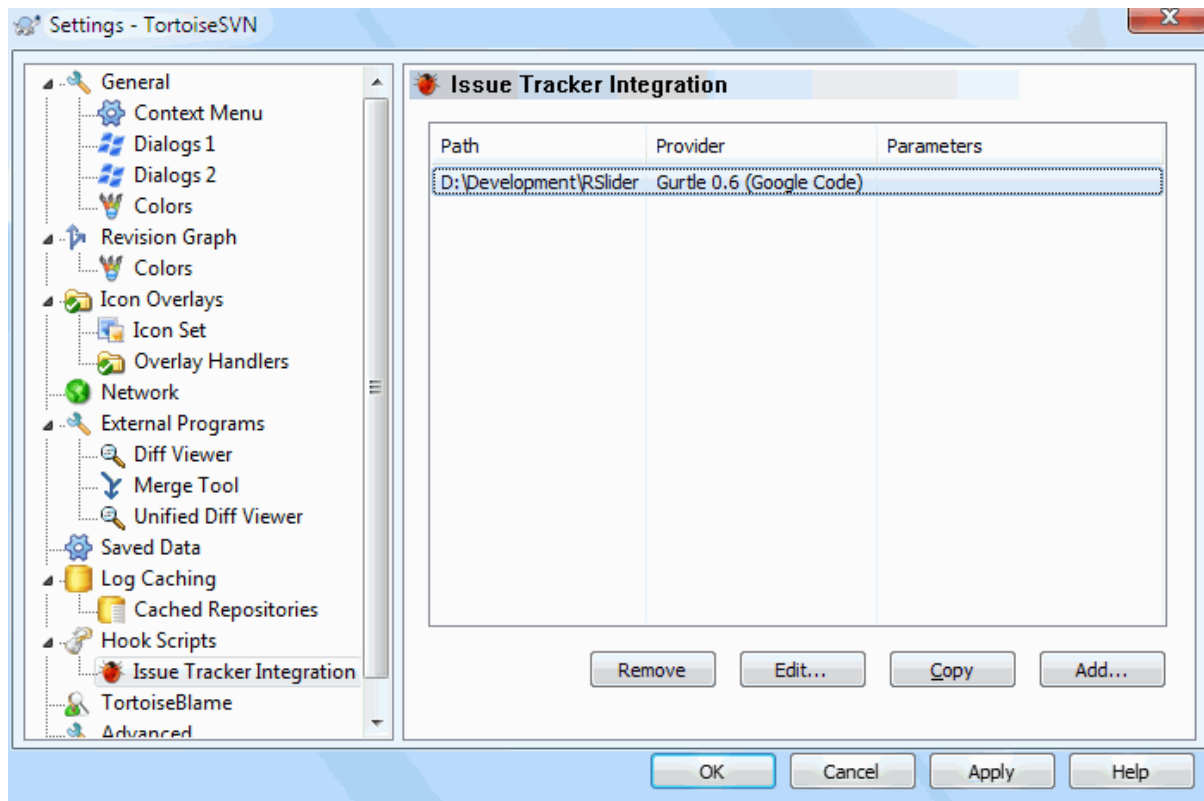 Settings - TortoiseSVN
General
Context Menu
Dialogs 1
Dialogs 2
Colors
Revision Graph
Colors
Icon Overlays
Icon Set
Overlay Handlers
Network
External Programs
Diff Viewer
Merge Tool
Unified Diff Viewer
Saved Data
Log Caching
Cached Repositories
Hook Scripts
Issue Tracker Integration
TortoiseBlame
Advanced
Issue Tracker Integration
Path Provider Parameters
D:\Development\RSlider Gurtle 0.6 (Google Code)
Remove Edit... Copy Add...
OK Cancel Apply Help